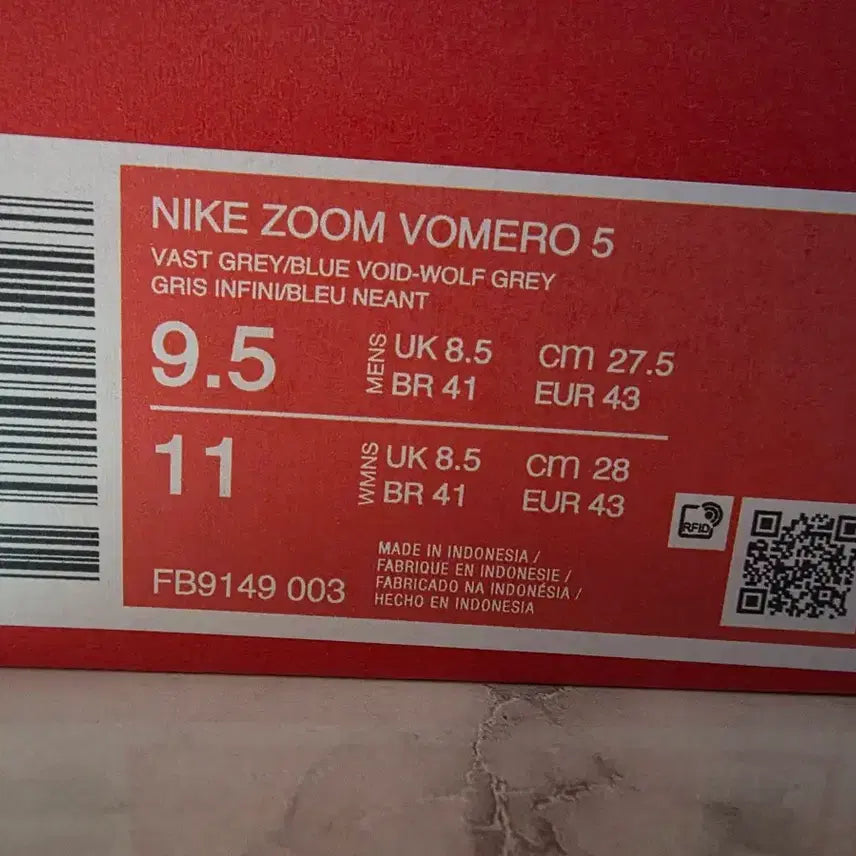 NIKE ZOOM VOMERO 5
VAST GREY/BLUE VOID-WOLF GREY
GRIS INFINI/BLEU NEANT
9.5
MENS
UK 8.5
cm 27.5
BR 41
EUR 43
11
WMNS
UK 8.5
cm 28
BR 41
EUR 43
RFID
FB9149 003
MADE IN INDONESIA /
FABRIQUE EN INDONESIE /
FABRICADO NA INDONÉSIA /
HECHO EN INDONESIA